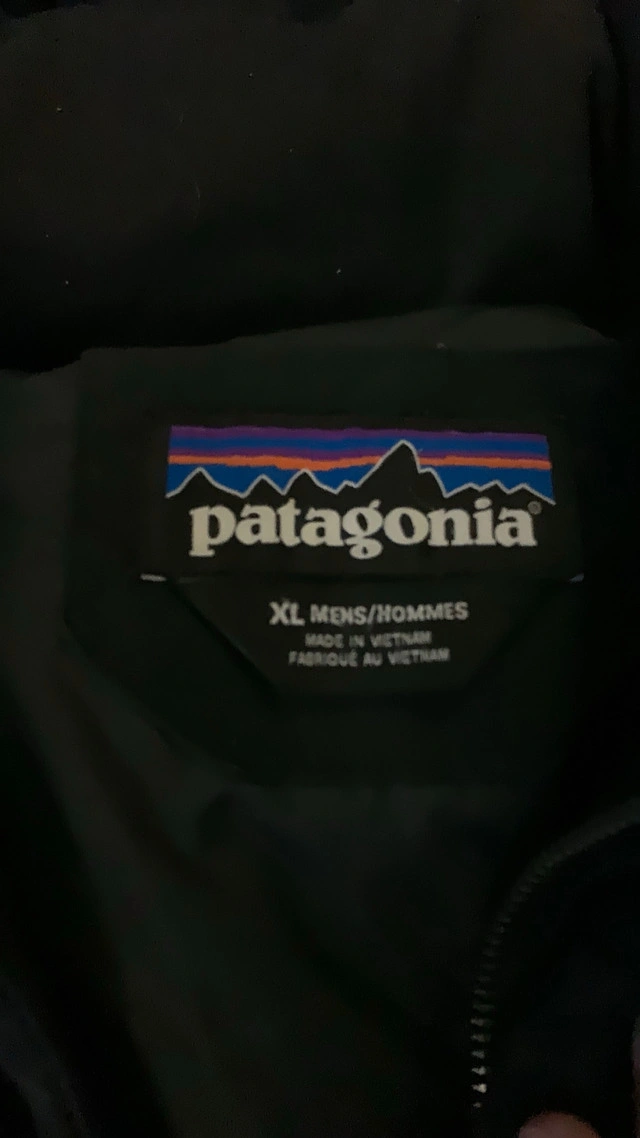 patagonia®
XL MENS/HOMMES
MADE IN VIETNAM
FABRIQUÉ AU VIETNAM